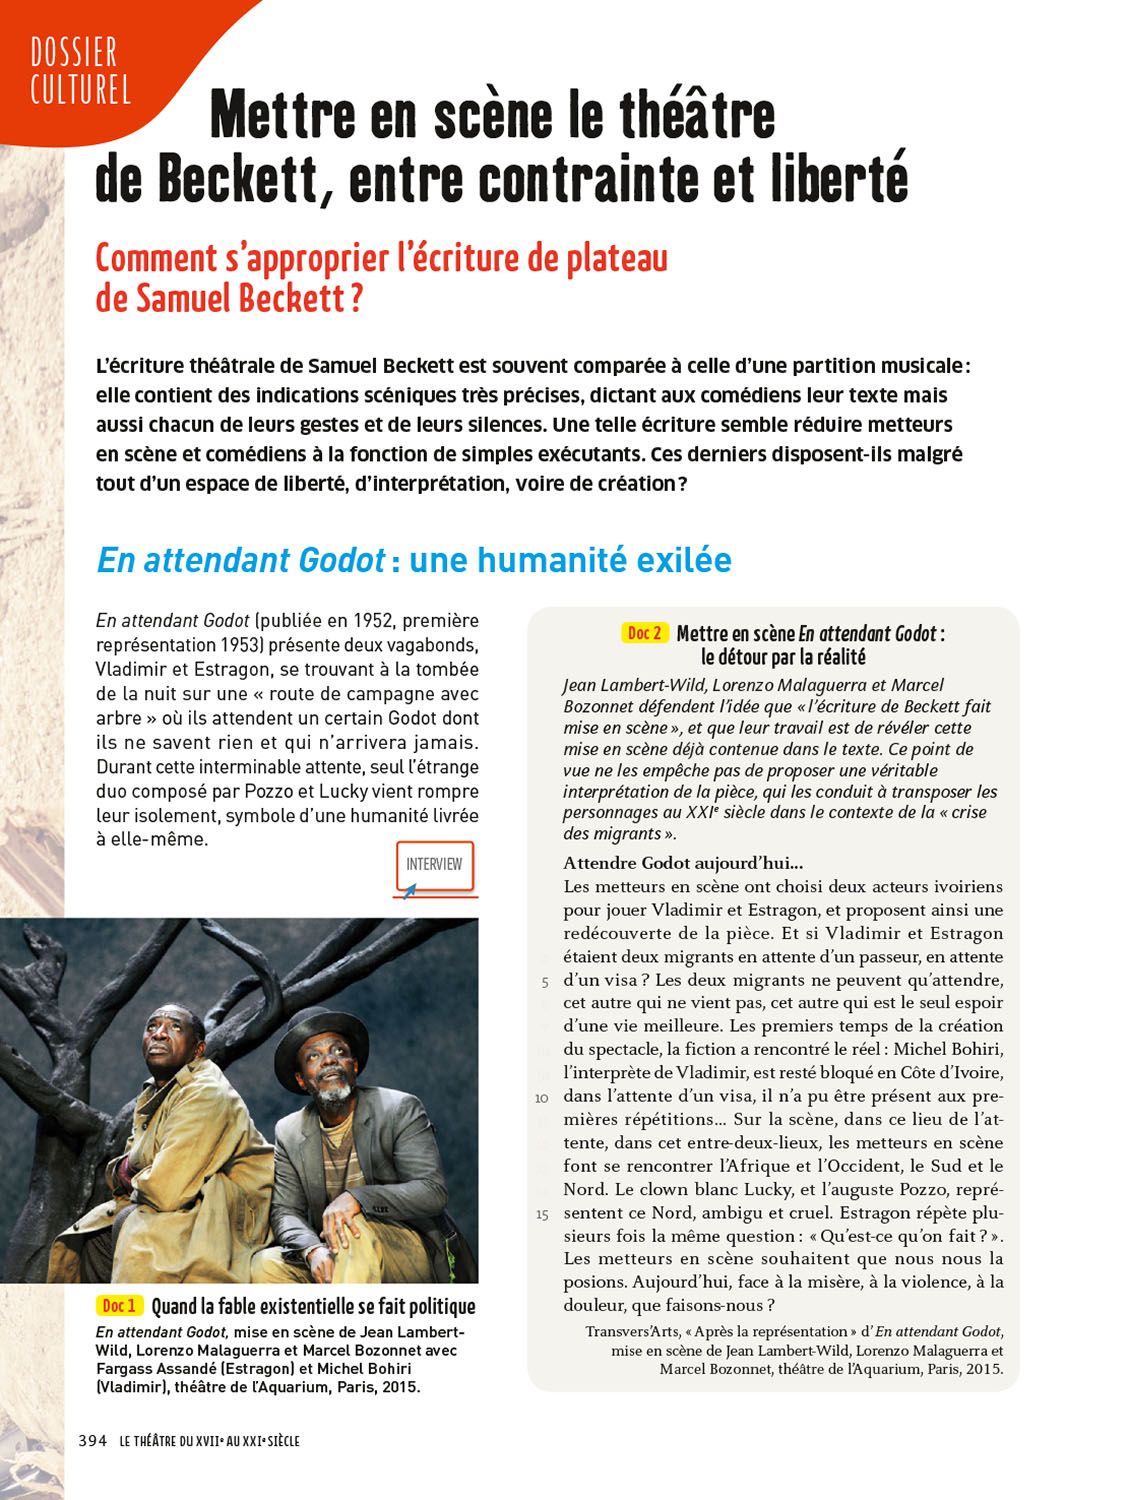 DOSSIER
CULTUREL
Mettre en scène le théâtre
de Beckett, entre contrainte et liberté
Comment s’approprier l’écriture de plateau
de Samuel Beckett ?
L’écriture théâtrale de Samuel Beckett est souvent comparée à celle d’une partition musicale :
elle contient des indications scéniques très précises, dictant aux comédiens leur texte mais
aussi chacun de leurs gestes et de leurs silences. Une telle écriture semble réduire metteurs
en scène et comédiens à la fonction de simples exécutants. Ces derniers disposent-ils malgré
tout d’un espace de liberté, d’interprétation, voire de création ?
En attendant Godot : une humanité exilée
En attendant Godot (publiée en 1952, première
représentation 1953) présente deux vagabonds,
Vladimir et Estragon, se trouvant à la tombée
de la nuit sur une « route de campagne avec
arbre » où ils attendent un certain Godot dont
ils ne savent rien et qui n’arrivera jamais.
Durant cette interminable attente, seul l’étrange
duo composé par Pozzo et Lucky vient rompre
leur isolement, symbole d’une humanité livrée
à elle-même.
INTERVIEW
Doc 1 Quand la fable existentielle se fait politique
En attendant Godot, mise en scène de Jean Lambert-
Wild, Lorenzo Malaguerra et Marcel Bozonnet avec
Fargass Assandé (Estragon) et Michel Bohiri
(Vladimir), théâtre de l’Aquarium, Paris, 2015.
Doc 2 Mettre en scène En attendant Godot :
le détour par la réalité
Jean Lambert-Wild, Lorenzo Malaguerra et Marcel
Bozonnet défendent l’idée que « l’écriture de Beckett fait
mise en scène », et que leur travail est de révéler cette
mise en scène déjà contenue dans le texte. Ce point de
vue ne les empêche pas de proposer une véritable
interprétation de la pièce, qui les conduit à transposer les
personnages au XXIe siècle dans le contexte de la « crise
des migrants ».
Attendre Godot aujourd’hui...
Les metteurs en scène ont choisi deux acteurs ivoiriens
pour jouer Vladimir et Estragon, et proposent ainsi une
redécouverte de la pièce. Et si Vladimir et Estragon
étaient deux migrants en attente d’un passeur, en attente
5 d’un visa ? Les deux migrants ne peuvent qu’attendre,
cet autre qui ne vient pas, cet autre qui est le seul espoir
d’une vie meilleure. Les premiers temps de la création
du spectacle, la fiction a rencontré le réel : Michel Bohiri,
l’interprète de Vladimir, est resté bloqué en Côte d’Ivoire,
10 dans l’attente d’un visa, il n’a pu être présent aux pre-
mières répétitions... Sur la scène, dans ce lieu de l’at-
tente, dans cet entre-deux-lieux, les metteurs en scène
font se rencontrer l’Afrique et l’Occident, le Sud et le
Nord. Le clown blanc Lucky, et l’auguste Pozzo, repré-
15 sentent ce Nord, ambigu et cruel. Estragon répète plu-
sieurs fois la même question : « Qu’est-ce qu’on fait ? ».
Les metteurs en scène souhaitent que nous nous la
posions. Aujourd’hui, face à la misère, à la violence, à la
douleur, que faisons-nous ?
Transvers’Arts, « Après la représentation » d’En attendant Godot,
mise en scène de Jean Lambert-Wild, Lorenzo Malaguerra et
Marcel Bozonnet, théâtre de l’Aquarium, Paris, 2015.
394 LE THÉÂTRE DU XVIIe AU XXIe SIÈCLE